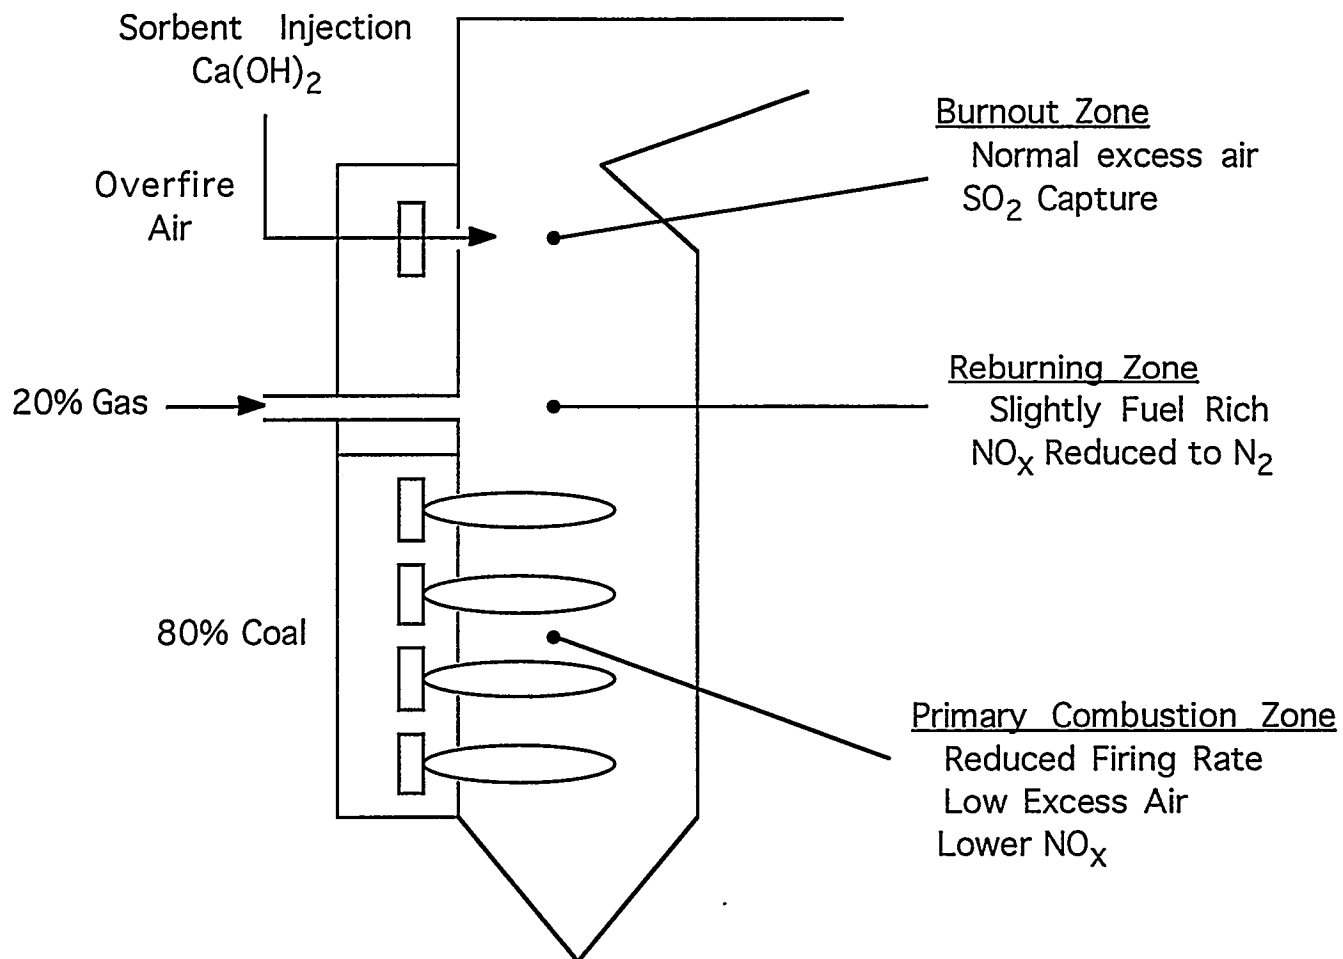 Sorbent Injection
Ca(OH)2
Overfire
Air
Burnout Zone
Normal excess air
SO2 Capture
20% Gas
Reburning Zone
Slightly Fuel Rich
NOx Reduced to N2
80% Coal
Primary Combustion Zone
Reduced Firing Rate
Low Excess Air
Lower NOx